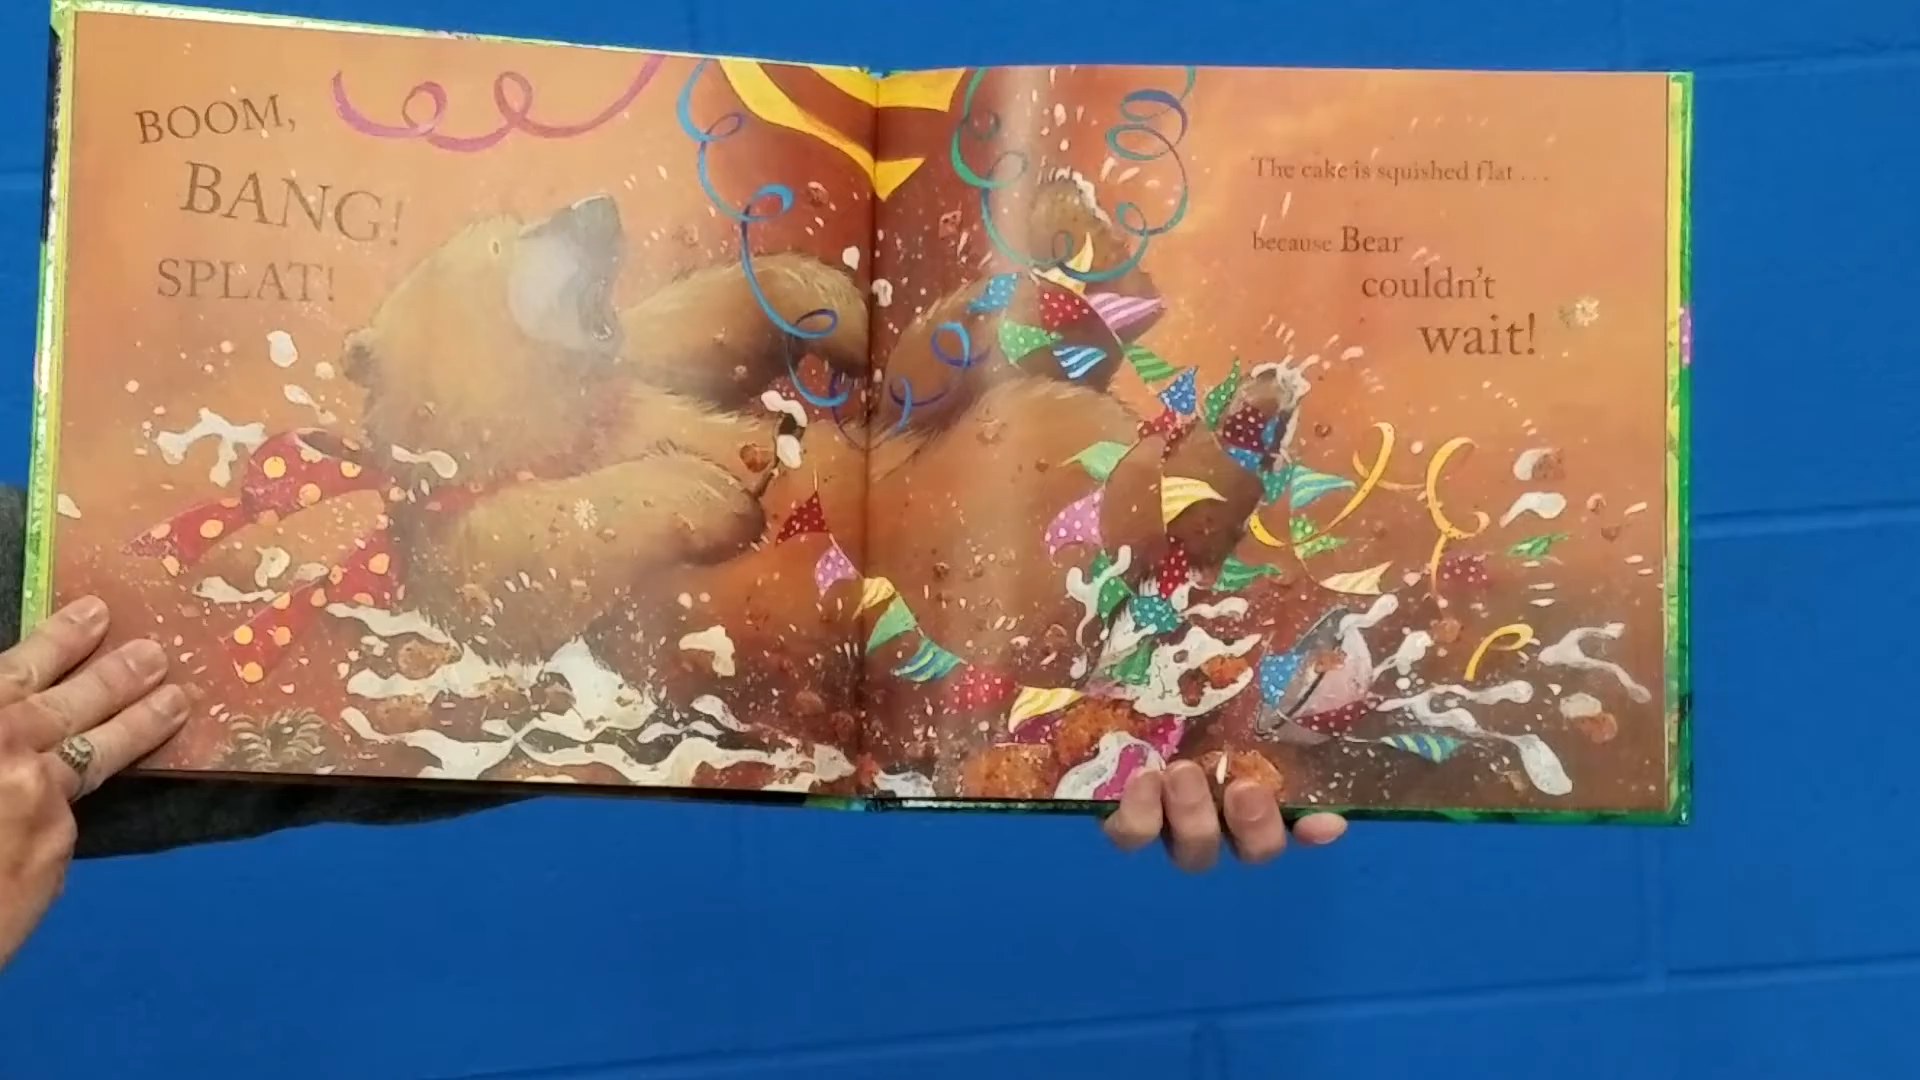 BOOM,
BANG!
SPLAT!
The cake is squished flat . . .
because Bear
couldn't
wait!